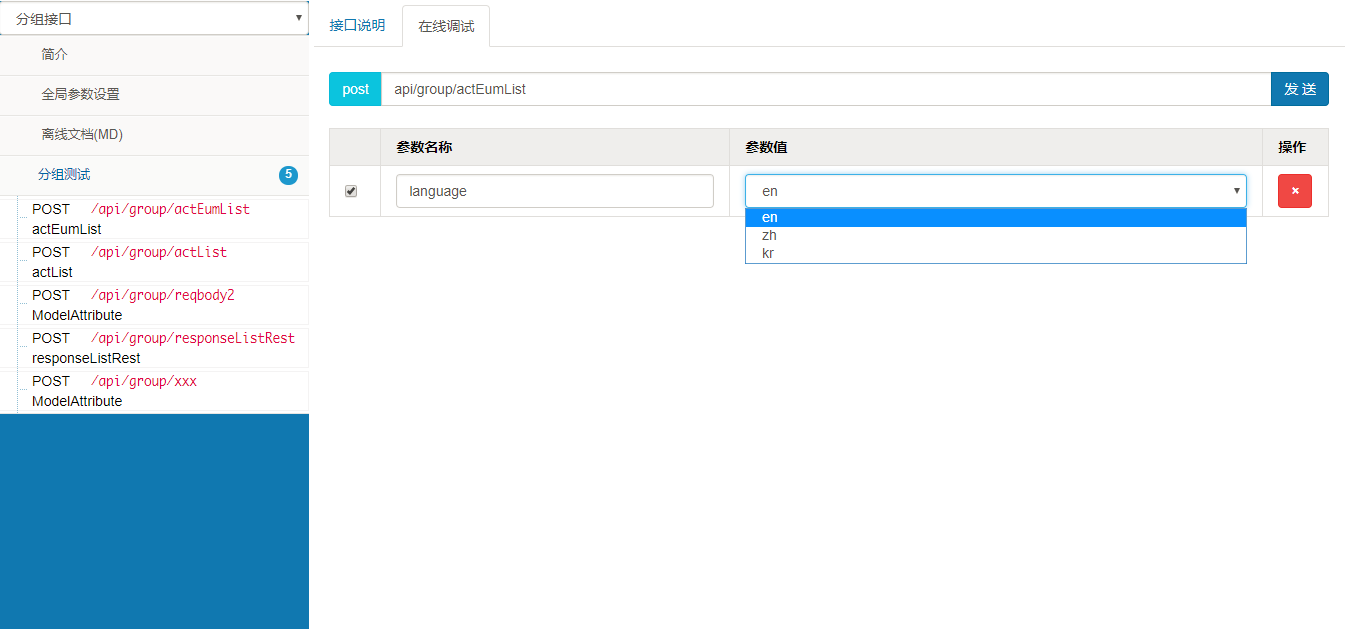 分组接口
简介
全局参数设置
离线文档(MD)
分组测试 5
POST /api/group/actEumList
actEumList
POST /api/group/actList
actList
POST /api/group/reqbody2
ModelAttribute
POST /api/group/responseListRest
responseListRest
POST /api/group/xxx
ModelAttribute
接口说明 在线调试
post api/group/actEumList 发 送
参数名称 参数值 操作
language en ×
en
zh
kr